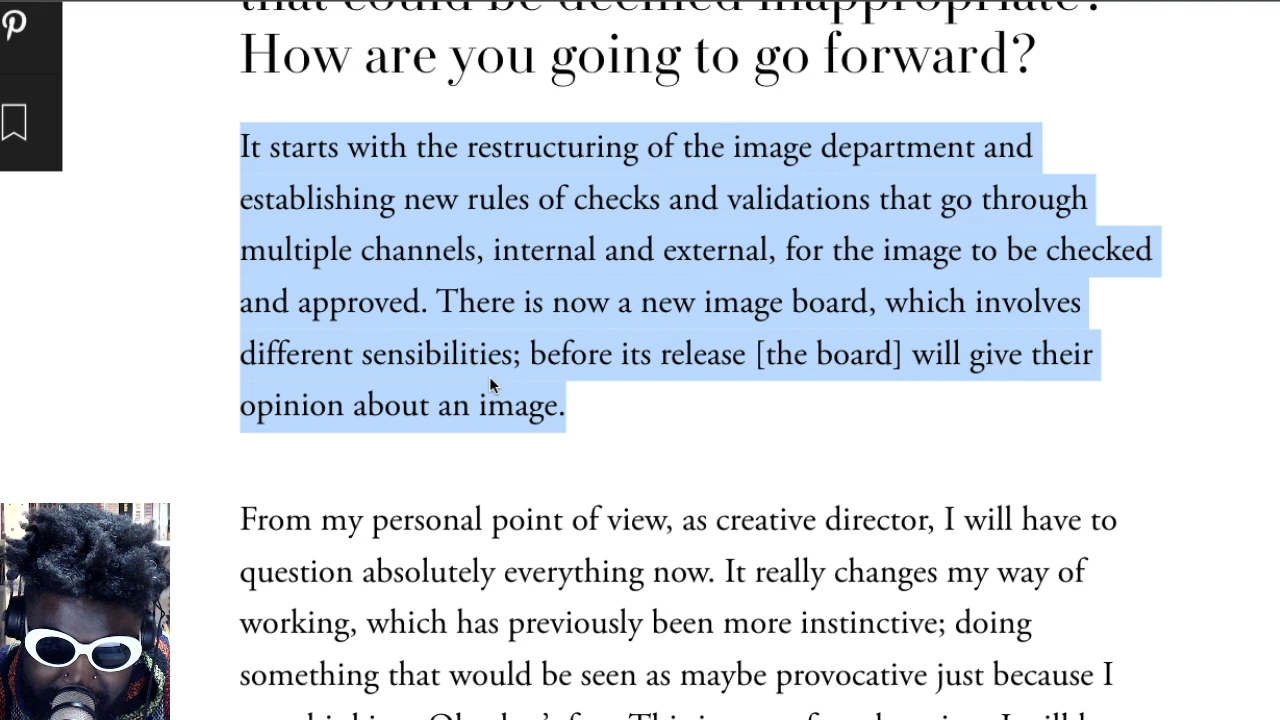 that could be deemed inappropriate?
How are you going to go forward?
It starts with the restructuring of the image department and
establishing new rules of checks and validations that go through
multiple channels, internal and external, for the image to be checked
and approved. There is now a new image board, which involves
different sensibilities; before its release [the board] will give their
opinion about an image.
From my personal point of view, as creative director, I will have to
question absolutely everything now. It really changes my way of
working, which has previously been more instinctive; doing
something that would be seen as maybe provocative just because I